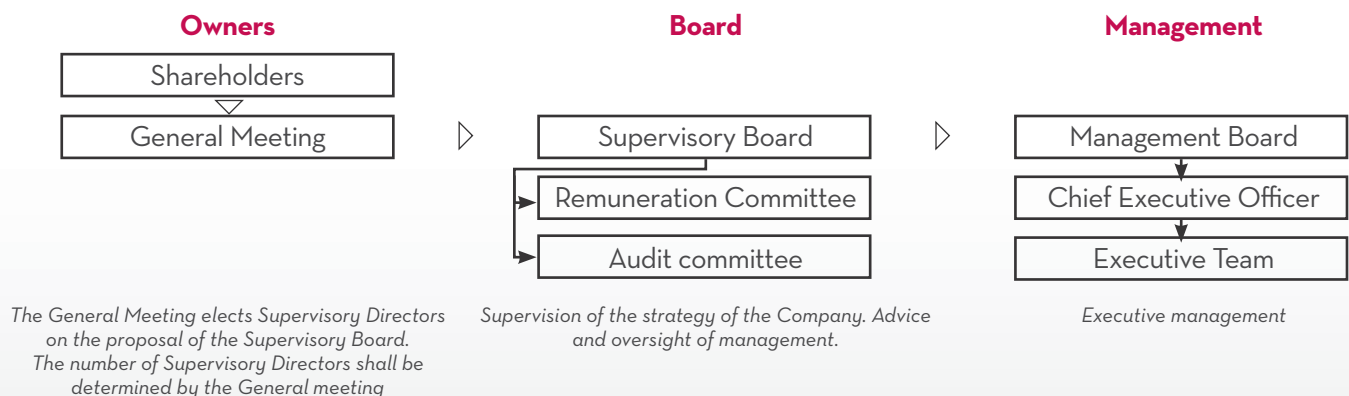 Owners
Shareholders
General Meeting
The General Meeting elects Supervisory Directors
on the proposal of the Supervisory Board.
The number of Supervisory Directors shall be
determined by the General meeting
Board
Supervisory Board
Remuneration Committee
Audit committee
Supervision of the strategy of the Company. Advice
and oversight of management.
Management
Management Board
Chief Executive Officer
Executive Team
Executive management